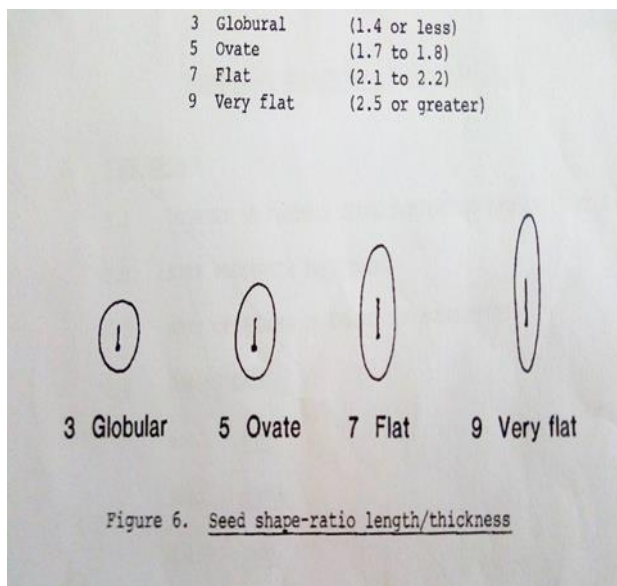 3 Globural (1.4 or less)
5 Ovate (1.7 to 1.8)
7 Flat (2.1 to 2.2)
9 Very flat (2.5 or greater)
3 Globular 5 Ovate 7 Flat 9 Very flat
Figure 6. Seed shape-ratio length/thickness